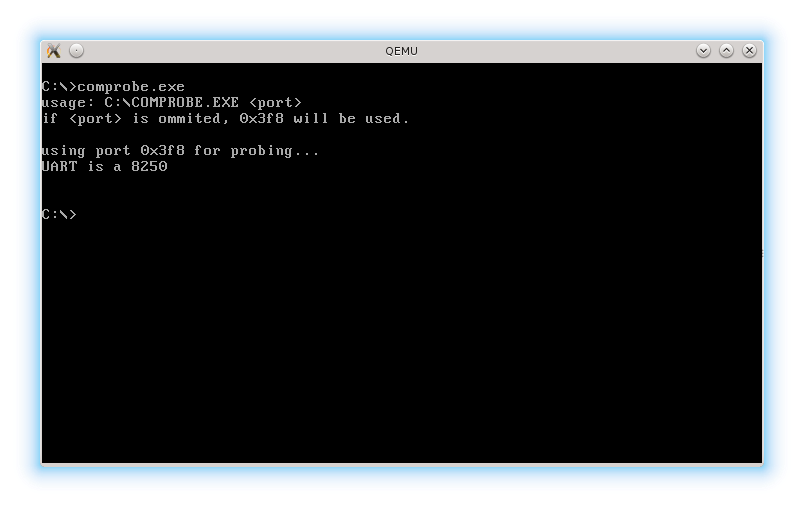 QEMU
C:\>comprobe.exe
usage: C:\COMPROBE.EXE <port>
if <port> is ommited, 0x3f8 will be used.
using port 0x3f8 for probing...
UART is a 8250
C:\>